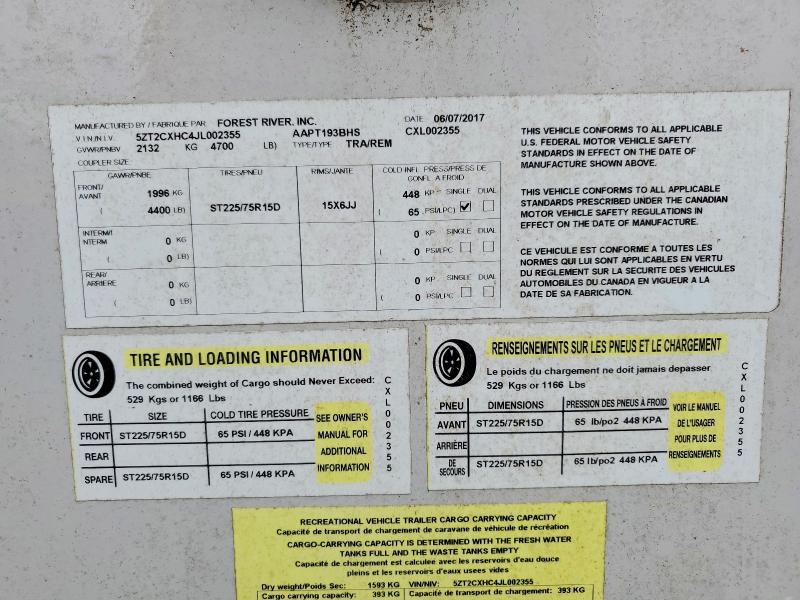 MANUFACTURED BY / FABRIQUE PAR FOREST RIVER, INC. DATE 06/07/2017
VIN/N.I.V. 5ZT2CXHC4JL002355 AAPT193BHS CXL002355
GVWR/PNBV 2132 KG 4700 LB) TYPE/TYPE TRA/REM
COUPLER SIZE
GAWR/PNBE TIRES/PNEU RIMS/JANTE COLD INFL. PRESS/PRESS DE GONFL. A FROID
FRONT/ AVANT 1996 KG 448 KP SINGLE DUAL
( 4400 LB) ST225/75R15D 15X6JJ ( 65 PSI/LPC) ✓
INTERM/I NTERM 0 KG 0 KP SINGLE DUAL
( 0 LB) ( 0 PSI/LPC
REAR/ ARRIERE 0 KG 0 KP SINGLE DUAL
( 0 LB) ( 0 PSI/LPC
THIS VEHICLE CONFORMS TO ALL APPLICABLE
U.S. FEDERAL MOTOR VEHICLE SAFETY
STANDARDS IN EFFECT ON THE DATE OF
MANUFACTURE SHOWN ABOVE.
THIS VEHICLE CONFORMS TO ALL APPLICABLE
STANDARDS PRESCRIBED UNDER THE CANADIAN
MOTOR VEHICLE SAFETY REGULATIONS IN
EFFECT ON THE DATE OF MANUFACTURE.
CE VEHICULE EST CONFORME A TOUTES LES
NORMES QUI LUI SONT APPLICABLES EN VERTU
DU REGLEMENT SUR LA SECURITE DES VEHICULES
AUTOMOBILES DU CANADA EN VIGUEUR A LA
DATE DE SA FABRICATION.
TIRE AND LOADING INFORMATION
The combined weight of Cargo should Never Exceed:
529 Kgs or 1166 Lbs
TIRE SIZE COLD TIRE PRESSURE
FRONT ST225/75R15D 65 PSI / 448 KPA
REAR
SPARE ST225/75R15D 65 PSI / 448 KPA
SEE OWNER'S
MANUAL FOR
ADDITIONAL
INFORMATION
CXL002355
RENSEIGNEMENTS SUR LES PNEUS ET LE CHARGEMENT
Le poids du chargement ne doit jamais depasser
529 Kgs or 1166 Lbs
PNEU DIMENSIONS PRESSION DES PNEUS À FROID
AVANT ST225/75R15D 65 lb/po2 448 KPA
ARRIÈRE
DE SECOURS ST225/75R15D 65 lb/po2 448 KPA
VOIR LE MANUEL
DE L'USAGER
POUR PLUS DE
RENSEIGNEMENTS
CXL002355
RECREATIONAL VEHICLE TRAILER CARGO CARRYING CAPACITY
Capacité de transport de chargement de caravane de véhicule de récréation
CARGO-CARRYING CAPACITY IS DETERMINED WITH THE FRESH WATER
TANKS FULL AND THE WASTE TANKS EMPTY
Capacité de chargement est calculee avec les reservoirs d'eau douce
pleins et les reservoirs d'eaux usees vides
Dry weight/Poids Sec: 1593 KG VIN/NIV: 5ZT2CXHC4JL002355
Cargo carrying capacity: 393 KG Capacité de transport de chargement: 393 KG